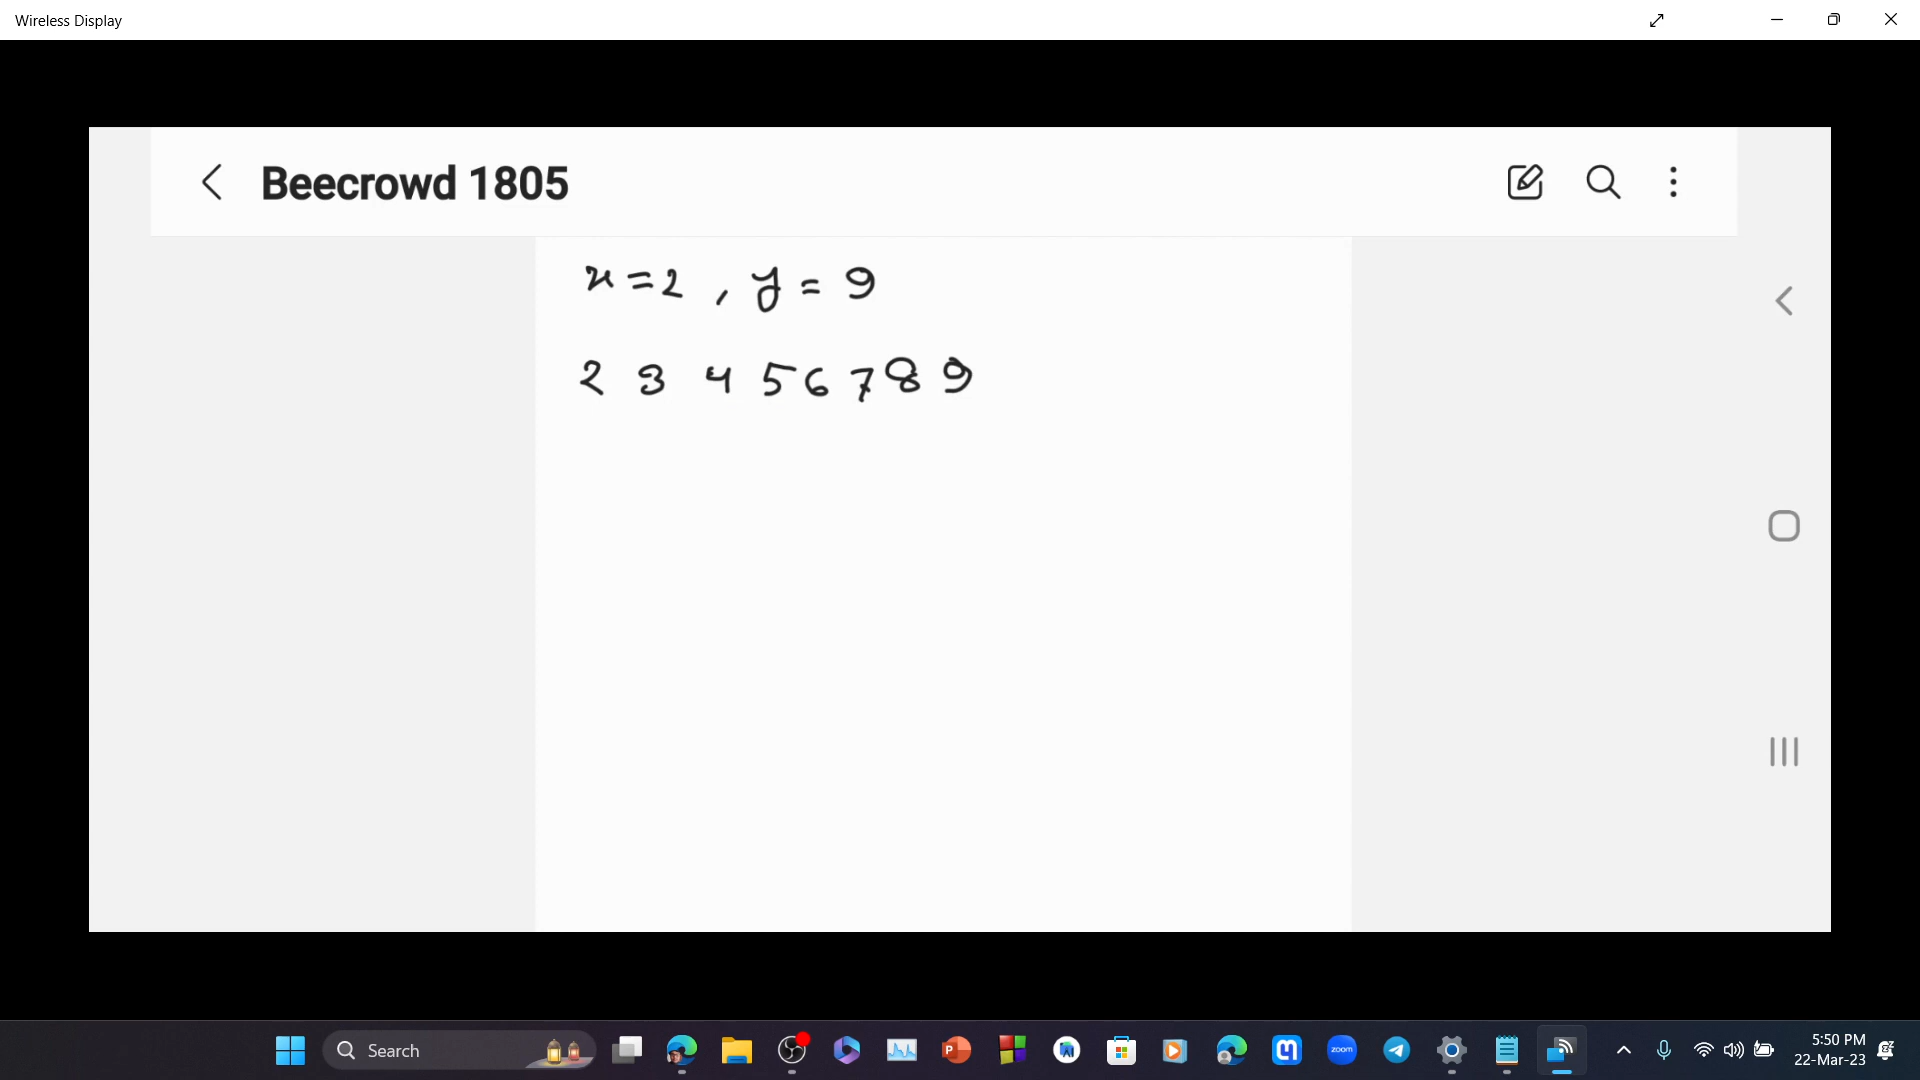 Wireless Display
Beecrowd 1805
x = 2 , y = 9
2 3 4 5 6 7 8 9
Search
zoom
5:50 PM
22-Mar-23